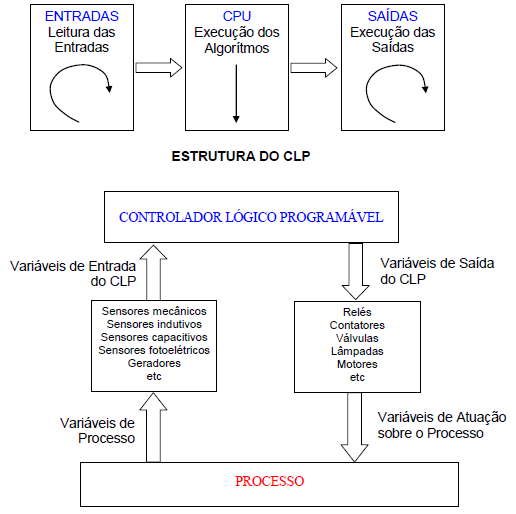 ENTRADAS
Leitura das
Entradas
CPU
Execução dos
Algorítmos
SAÍDAS
Execução das
Saídas
ESTRUTURA DO CLP
CONTROLADOR LÓGICO PROGRAMÁVEL
Variáveis de Entrada
do CLP
Variáveis de Saída
do CLP
Sensores mecânicos
Sensores indutivos
Sensores capacitivos
Sensores fotoelétricos
Geradores
etc
Relés
Contatores
Válvulas
Lâmpadas
Motores
etc
Variáveis de
Processo
Variáveis de Atuação
sobre o Processo
PROCESSO